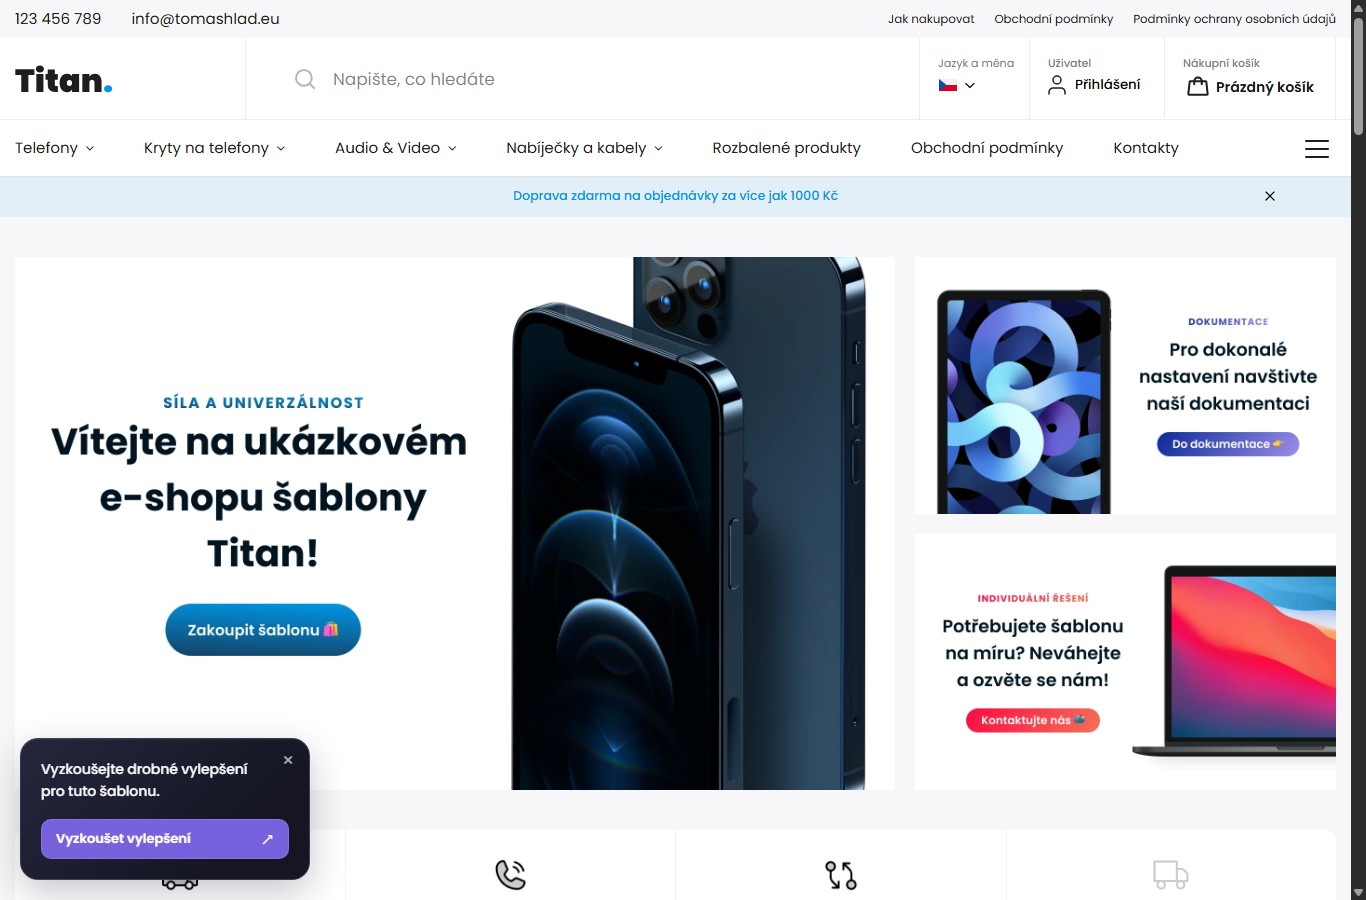 123 456 789
info@tomashlad.eu
Jak nakupovat
Obchodní podmínky
Podmínky ochrany osobních údajů
Titan.
Napište, co hledáte
Jazyk a měna
Uživatel
Přihlášení
Nákupní košík
Prázdný košík
Telefony
Kryty na telefony
Audio & Video
Nabíječky a kabely
Rozbalené produkty
Obchodní podmínky
Kontakty
Doprava zdarma na objednávky za více jak 1000 Kč
SÍLA A UNIVERZÁLNOST
Vítejte na ukázkovém
e-shopu šablony
Titan!
Zakoupit šablonu
DOKUMENTACE
Pro dokonalé
nastavení navštivte
naší dokumentaci
Do dokumentace
INDIVIDUÁLNÍ ŘEŠENÍ
Potřebujete šablonu
na míru? Neváhejte
a ozvěte se nám!
Kontaktujte nás
Vyzkoušejte drobné vylepšení
pro tuto šablonu.
Vyzkoušet vylepšení